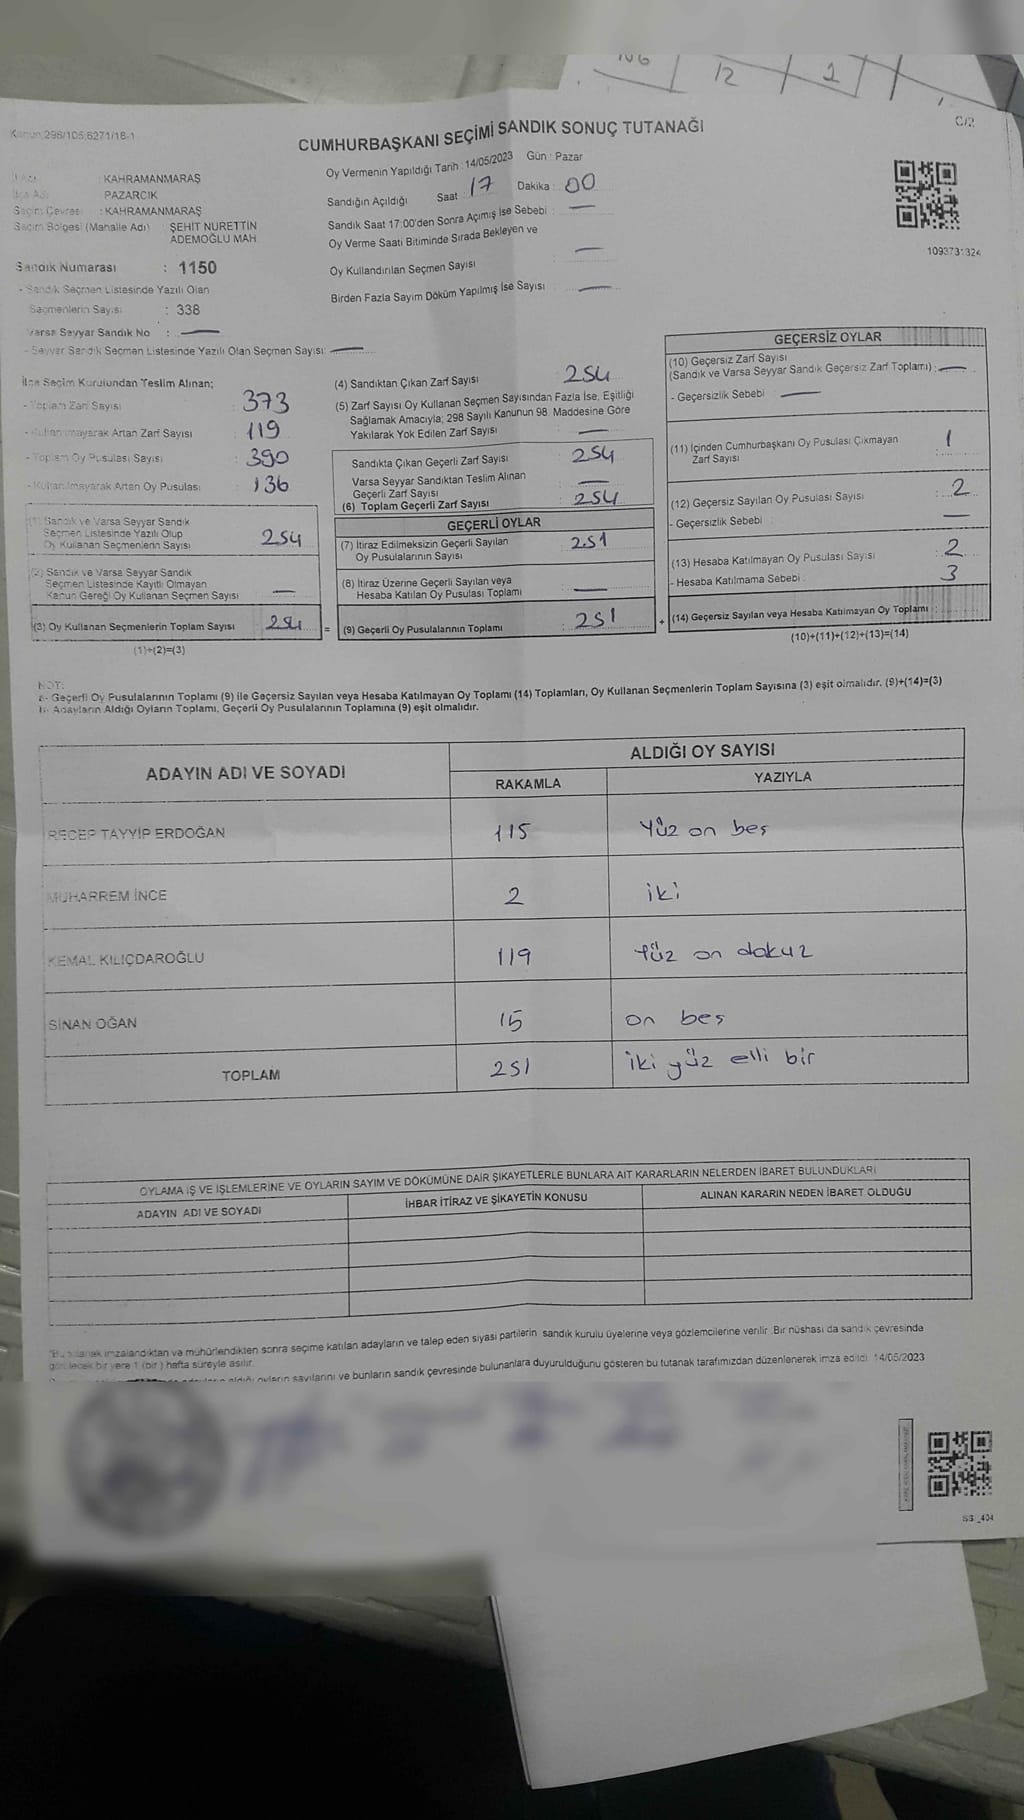 106
12
2
Kanun;298/105;6271/18-1
C/2
CUMHURBAŞKANI SEÇİMİ SANDIK SONUÇ TUTANAĞI
İl Adı : KAHRAMANMARAŞ
İlçe Adı : PAZARCIK
Seçim Çevresi : KAHRAMANMARAŞ
Seçim Bölgesi (Mahalle Adı) ŞEHİT NURETTİN
ADEMOĞLU MAH
Sandık Numarası : 1150
- Sandık Seçmen Listesinde Yazılı Olan
Seçmenlerin Sayısı : 338
Varsa Seyyar Sandık No : —
- Seyyar Sandık Seçmen Listesinde Yazılı Olan Seçmen Sayısı: —
Oy Vermenin Yapıldığı Tarih : 14/05/2023 Gün : Pazar
Sandığın Açıldığı Saat : 17 Dakika : 00
Sandık Saat 17:00'den Sonra Açımış İse Sebebi : —
Oy Verme Saati Bitiminde Sırada Bekleyen ve
Oy Kullandırılan Seçmen Sayısı : —
Birden Fazla Sayım Döküm Yapılmış İse Sayısı : —
1093731324
İlçe Seçim Kurulundan Teslim Alınan;
- Toplam Zarf Sayısı : 373
- Kullanılmayarak Artan Zarf Sayısı : 119
- Toplam Oy Pusulası Sayısı : 390
- Kullanılmayarak Artan Oy Pusulası : 136
(1) Sandık ve Varsa Seyyar Sandık
Seçmen Listesinde Yazılı Olup
Oy Kullanan Seçmenlerin Sayısı : 254
(2) Sandık ve Varsa Seyyar Sandık
Seçmen Listesinde Kayıtlı Olmayan
Kanun Gereği Oy Kullanan Seçmen Sayısı : —
(3) Oy Kullanan Seçmenlerin Toplam Sayısı : 254 =
(1)+(2)=(3)
(4) Sandıktan Çıkan Zarf Sayısı : 254
(5) Zarf Sayısı Oy Kullanan Seçmen Sayısından Fazla İse, Eşitliği
Sağlamak Amacıyla; 298 Sayılı Kanunun 98. Maddesine Göre
Yakılarak Yok Edilen Zarf Sayısı : —
Sandıkta Çıkan Geçerli Zarf Sayısı : 254
Varsa Seyyar Sandıktan Teslim Alınan
Geçerli Zarf Sayısı : —
(6) Toplam Geçerli Zarf Sayısı : 254
GEÇERLİ OYLAR
(7) İtiraz Edilmeksizin Geçerli Sayılan
Oy Pusulalarının Sayısı : 251
(8) İtiraz Üzerine Geçerli Sayılan veya
Hesaba Katılan Oy Pusulası Toplamı : —
(9) Geçerli Oy Pusulalarının Toplamı : 251 +
GEÇERSİZ OYLAR
(10) Geçersiz Zarf Sayısı
(Sandık ve Varsa Seyyar Sandık Geçersiz Zarf Toplamı) : —
- Geçersizlik Sebebi : —
(11) İçinden Cumhurbaşkanı Oy Pusulası Çıkmayan
Zarf Sayısı : 1
(12) Geçersiz Sayılan Oy Pusulası Sayısı : 2
- Geçersizlik Sebebi : —
(13) Hesaba Katılmayan Oy Pusulası Sayısı : 2
- Hesaba Katılmama Sebebi : 3
(14) Geçersiz Sayılan veya Hesaba Katılmayan Oy Toplamı :
(10)+(11)+(12)+(13)=(14)
NOT:
a- Geçerli Oy Pusulalarının Toplamı (9) ile Geçersiz Sayılan veya Hesaba Katılmayan Oy Toplamı (14) Toplamları, Oy Kullanan Seçmenlerin Toplam Sayısına (3) eşit olmalıdır. (9)+(14)=(3)
b- Adayların Aldığı Oyların Toplamı, Geçerli Oy Pusulalarının Toplamına (9) eşit olmalıdır.
ADAYIN ADI VE SOYADI ALDIĞI OY SAYISI
RAKAMLA YAZIYLA
RECEP TAYYİP ERDOĞAN 115 Yüz on beş
MUHARREM İNCE 2 iki
KEMAL KILIÇDAROĞLU 119 Yüz on dokuz
SİNAN OĞAN 15 on beş
TOPLAM 251 iki yüz elli bir
OYLAMA İŞ VE İŞLEMLERİNE VE OYLARIN SAYIM VE DÖKÜMÜNE DAİR ŞİKAYETLERLE BUNLARA AİT KARARLARIN NELERDEN İBARET BULUNDUKLARI
ADAYIN ADI VE SOYADI İHBAR İTİRAZ VE ŞİKAYETİN KONUSU ALINAN KARARIN NEDEN İBARET OLDUĞU
imzalandıktan ve mühürlendikten sonra seçime katılan adayların ve talep eden siyasi partilerin sandık kurulu üyelerine veya gözlemcilerine verilir. Bir nüshası da sandık çevresinde
görülecek bir yere 1 (bir) hafta süreyle asılır.
aldığı oyların sayılarını ve bunların sandık çevresinde bulunanlara duyurulduğunu gösteren bu tutanak tarafımızdan düzenlenerek imza edildi. 14/05/2023